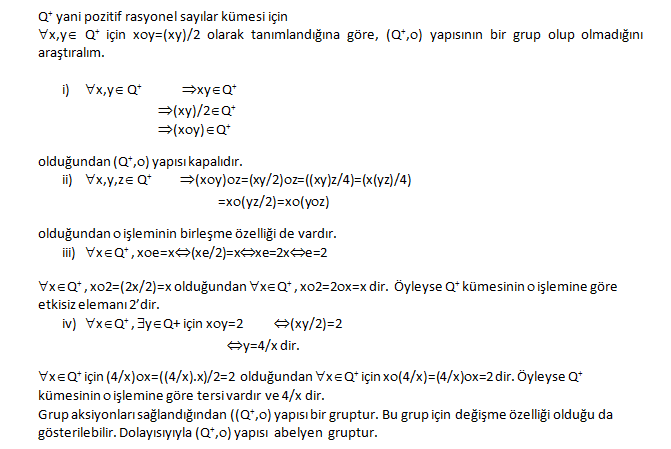 Q⁺ yani pozitif rasyonel sayılar kümesi için
∀x,y∈ Q⁺ için xoy=(xy)/2 olarak tanımlandığına göre, (Q⁺,o) yapısının bir grup olup olmadığını
araştıralım.
i) ∀x,y∈ Q⁺ ⇒xy∈Q⁺
⇒(xy)/2∈Q⁺
⇒(xoy)∈Q⁺
olduğundan (Q⁺,o) yapısı kapalıdır.
ii) ∀x,y,z∈ Q⁺ ⇒(xoy)oz=(xy/2)oz=((xy)z/4)=(x(yz)/4)
=xo(yz/2)=xo(yoz)
olduğundan o işleminin birleşme özelliği de vardır.
iii) ∀x∈Q⁺, xoe=x⇔(xe/2)=x⇔xe=2x⇔e=2
∀x∈Q⁺, xo2=(2x/2)=x olduğundan ∀x∈Q⁺, xo2=2ox=x dir. Öyleyse Q⁺ kümesinin o işlemine göre
etkisiz elemanı 2'dir.
iv) ∀x∈Q⁺, ∃y∈Q+ için xoy=2 ⇔(xy/2)=2
⇔y=4/x dir.
∀x∈Q⁺ için (4/x)ox=((4/x).x)/2=2 olduğundan ∀x∈Q⁺ için xo(4/x)=(4/x)ox=2 dir. Öyleyse Q⁺
kümesinin o işlemine göre tersi vardır ve 4/x dir.
Grup aksiyonları sağlandığından ((Q⁺,o) yapısı bir gruptur. Bu grup için değişme özelliği olduğu da
gösterilebilir. Dolayısıyıyla (Q⁺,o) yapısı abelyen gruptur.